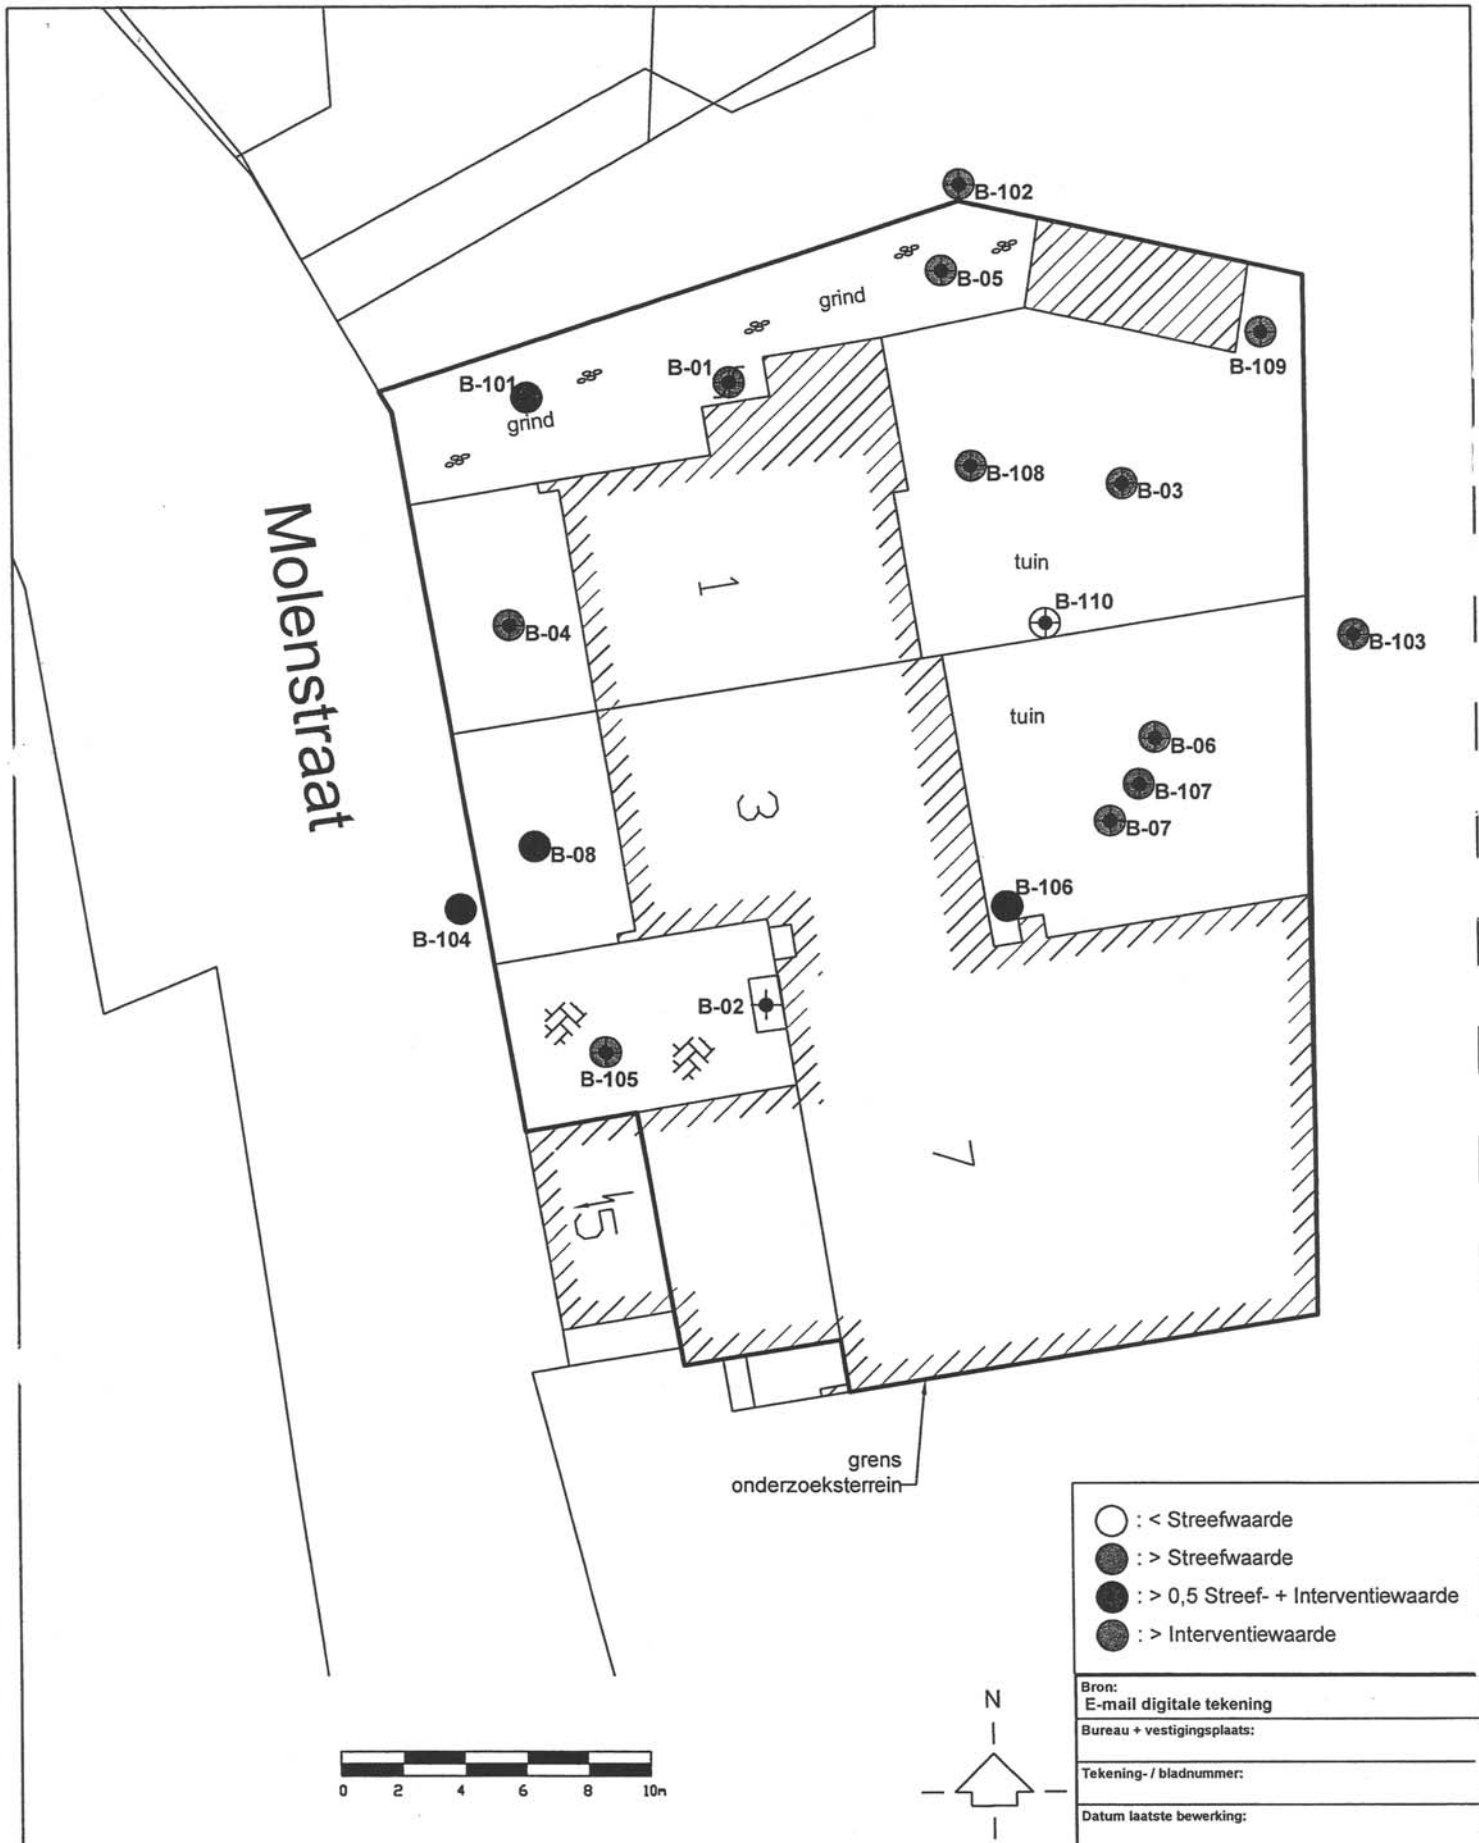 B-102
B-05
grind
B-109
B-01
B-101
grind
B-108
B-03
Molenstraat
1
tuin
B-110
B-04
B-103
tuin
B-06
3
B-107
B-07
B-08
B-106
B-104
B-02
B-105
7
5
grens
onderzoeksterrein
: < Streefwaarde
: > Streefwaarde
: > 0,5 Streef- + Interventiewaarde
: > Interventiewaarde
N
Bron:
E-mail digitale tekening
Bureau + vestigingsplaats:
Tekening- / bladnummer:
Datum laatste bewerking:
0 2 4 6 8 10m